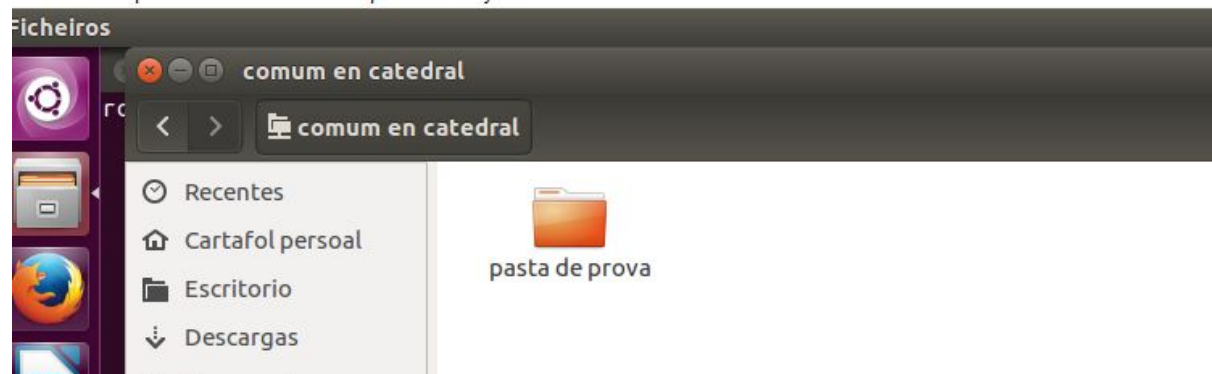 Ficheiros
comum en catedral
comum en catedral
Recentes
Cartafol persoal
Escritorio
Descargas
pasta de prova